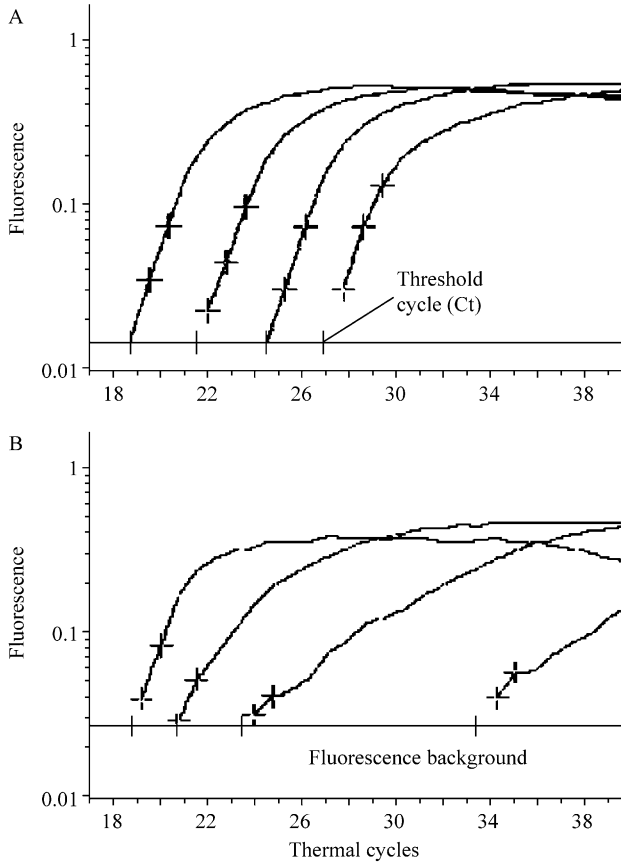 A
1
0.1
0.01
Fluorescence
Threshold
cycle (Ct)
18 22 26 30 34 38
B
1
0.1
0.01
Fluorescence
Fluorescence background
18 22 26 30 34 38
Thermal cycles